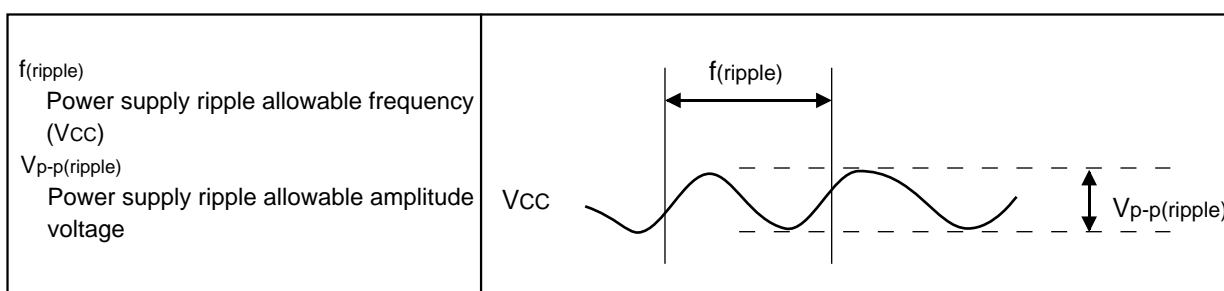 f(ripple)
Power supply ripple allowable frequency
(VCC)
Vp-p(ripple)
Power supply ripple allowable amplitude
voltage
f(ripple)
VCC
Vp-p(ripple)